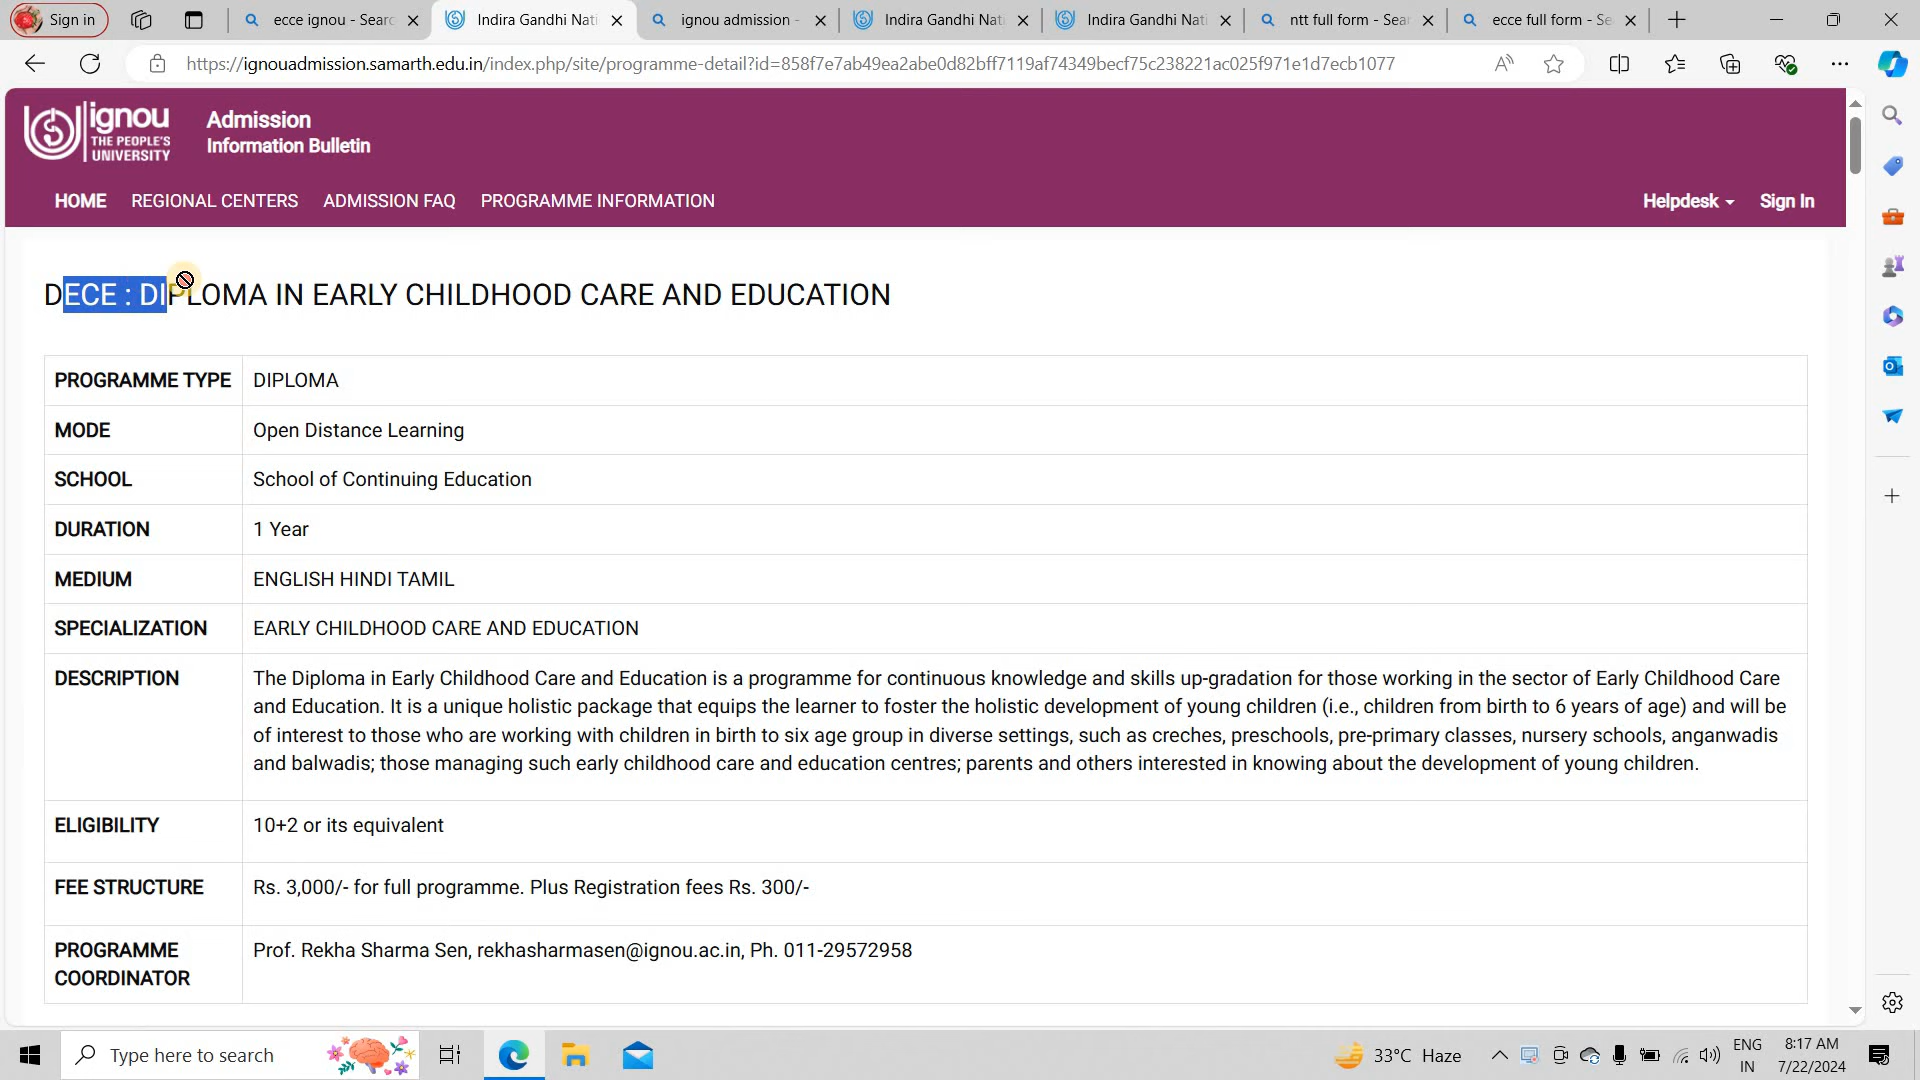 Sign in
ecce ignou - Searc
Indira Gandhi Nati
ignou admission -
Indira Gandhi Nati
Indira Gandhi Nati
ntt full form - Sear
ecce full form - Se
https://ignouadmission.samarth.edu.in/index.php/site/programme-detail?id=858f7e7ab49ea2abe0d82bff7119af74349becf75c238221ac025f971e1d7ecb1077
ignou
THE PEOPLE'S
UNIVERSITY
Admission
Information Bulletin
HOME REGIONAL CENTERS ADMISSION FAQ PROGRAMME INFORMATION Helpdesk Sign In
DECE : DIPLOMA IN EARLY CHILDHOOD CARE AND EDUCATION
PROGRAMME TYPE DIPLOMA
MODE Open Distance Learning
SCHOOL School of Continuing Education
DURATION 1 Year
MEDIUM ENGLISH HINDI TAMIL
SPECIALIZATION EARLY CHILDHOOD CARE AND EDUCATION
DESCRIPTION The Diploma in Early Childhood Care and Education is a programme for continuous knowledge and skills up-gradation for those working in the sector of Early Childhood Care
and Education. It is a unique holistic package that equips the learner to foster the holistic development of young children (i.e., children from birth to 6 years of age) and will be
of interest to those who are working with children in birth to six age group in diverse settings, such as creches, preschools, pre-primary classes, nursery schools, anganwadis
and balwadis; those managing such early childhood care and education centres; parents and others interested in knowing about the development of young children.
ELIGIBILITY 10+2 or its equivalent
FEE STRUCTURE Rs. 3,000/- for full programme. Plus Registration fees Rs. 300/-
PROGRAMME
COORDINATOR
Prof. Rekha Sharma Sen, rekhasharmasen@ignou.ac.in, Ph. 011-29572958
Type here to search
33°C Haze
ENG
IN
8:17 AM
7/22/2024